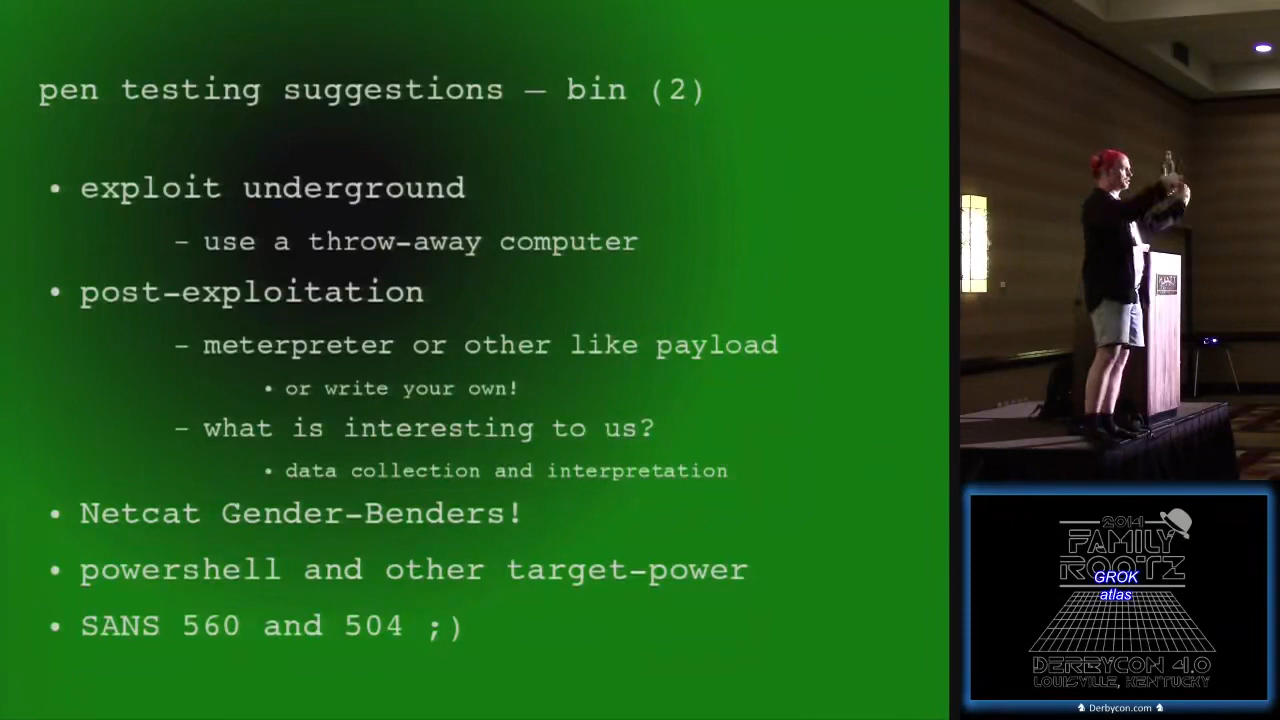 pen testing suggestions — bin (2)
• exploit underground
– use a throw-away computer
• post-exploitation
– meterpreter or other like payload
• or write your own!
– what is interesting to us?
• data collection and interpretation
• Netcat Gender-Benders!
• powershell and other target-power
• SANS 560 and 504 ;)
2014
FAMILY
ROOTZ
GROK
atlas
DERBYCON 4.0
LOUISVILLE, KENTUCKY
Derbycon.com